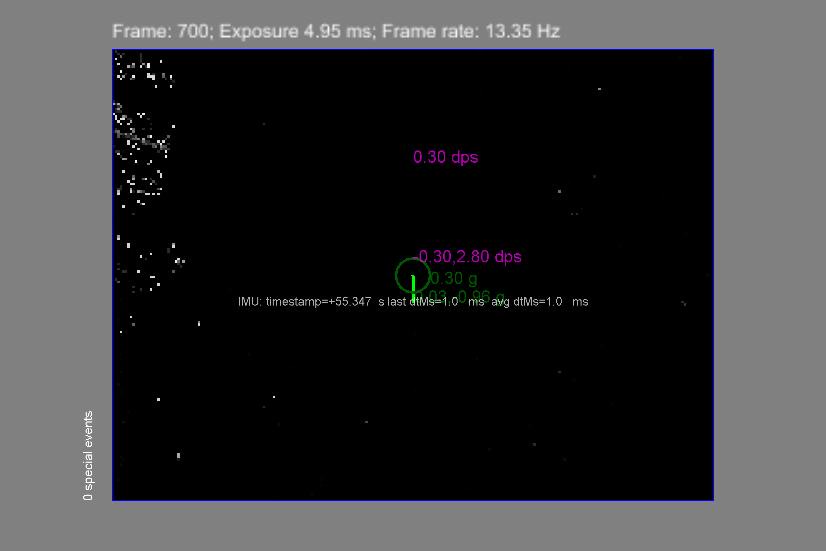 Frame: 700; Exposure 4.95 ms; Frame rate: 13.35 Hz
0.30 dps
-0.30,2.80 dps
0.30 g
IMU: timestamp=+55.347 s last dtMs=1.0 ms avg dtMs=1.0 ms
0 special events